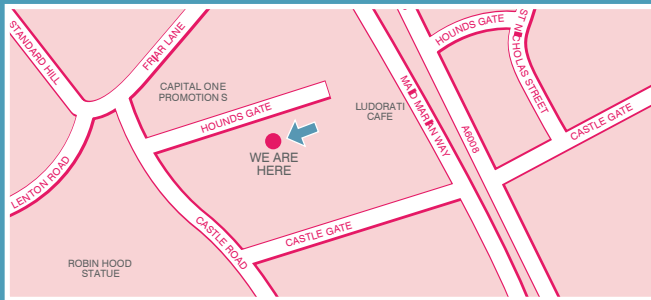 STANDARD HILL
FRIAR LANE
HOUNDS GATE
ST NICHOLAS STREET
CAPITAL ONE
PROMOTIONS
HOUNDS GATE
LUDORATI
CAFE
MAID MARIAN WAY
A6008
CASTLE GATE
WE ARE
HERE
LENTON ROAD
CASTLE ROAD
CASTLE GATE
ROBIN HOOD
STATUE